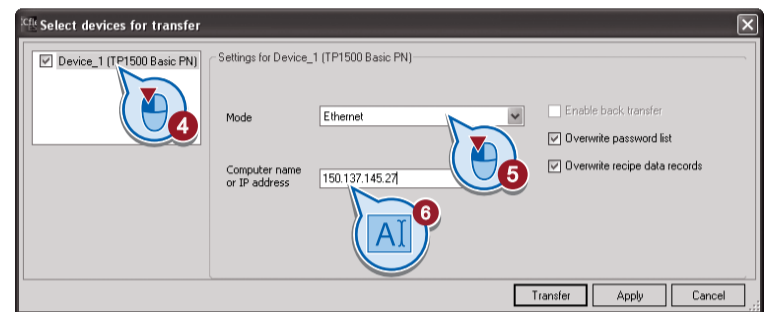 Select devices for transfer
Device_1 (TP1500 Basic PN)
4
Settings for Device_1 (TP1500 Basic PN)
Mode
Ethernet
5
Enable back transfer
Overwrite password list
Overwrite recipe data records
Computer name
or IP address
150.137.145.27
6
A
Transfer
Apply
Cancel